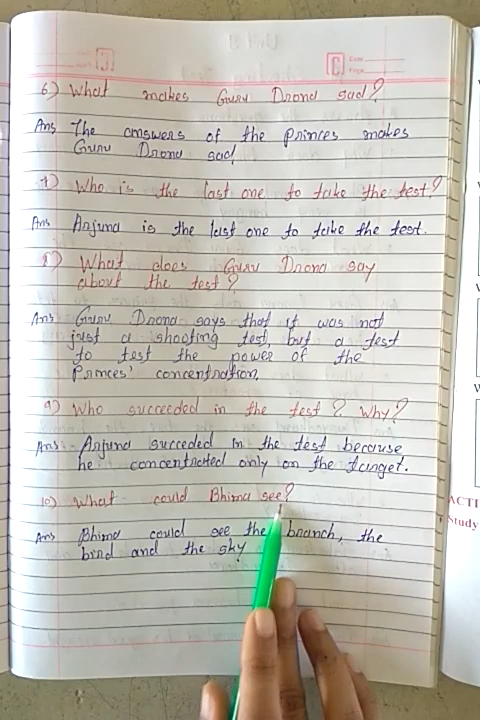 6) What makes Guru Drona sad?
Ans The answers of the princes makes
Guru Drona sad
7) Who is the last one to take the test?
Ans Arjuna is the last one to take the test.
8) What does Guru Drona say
about the test?
Ans: Guru Drona says that it was not
just a shooting test, but a test
to test the power of the
Princes' concentration.
9) Who succeeded in the test? Why?
Ans:- Arjuna succeded in the test because
he concentrated only on the target.
10) What could Bhima see?
Ans Bhima could see the branch, the
bird and the sky
ACTI
Study